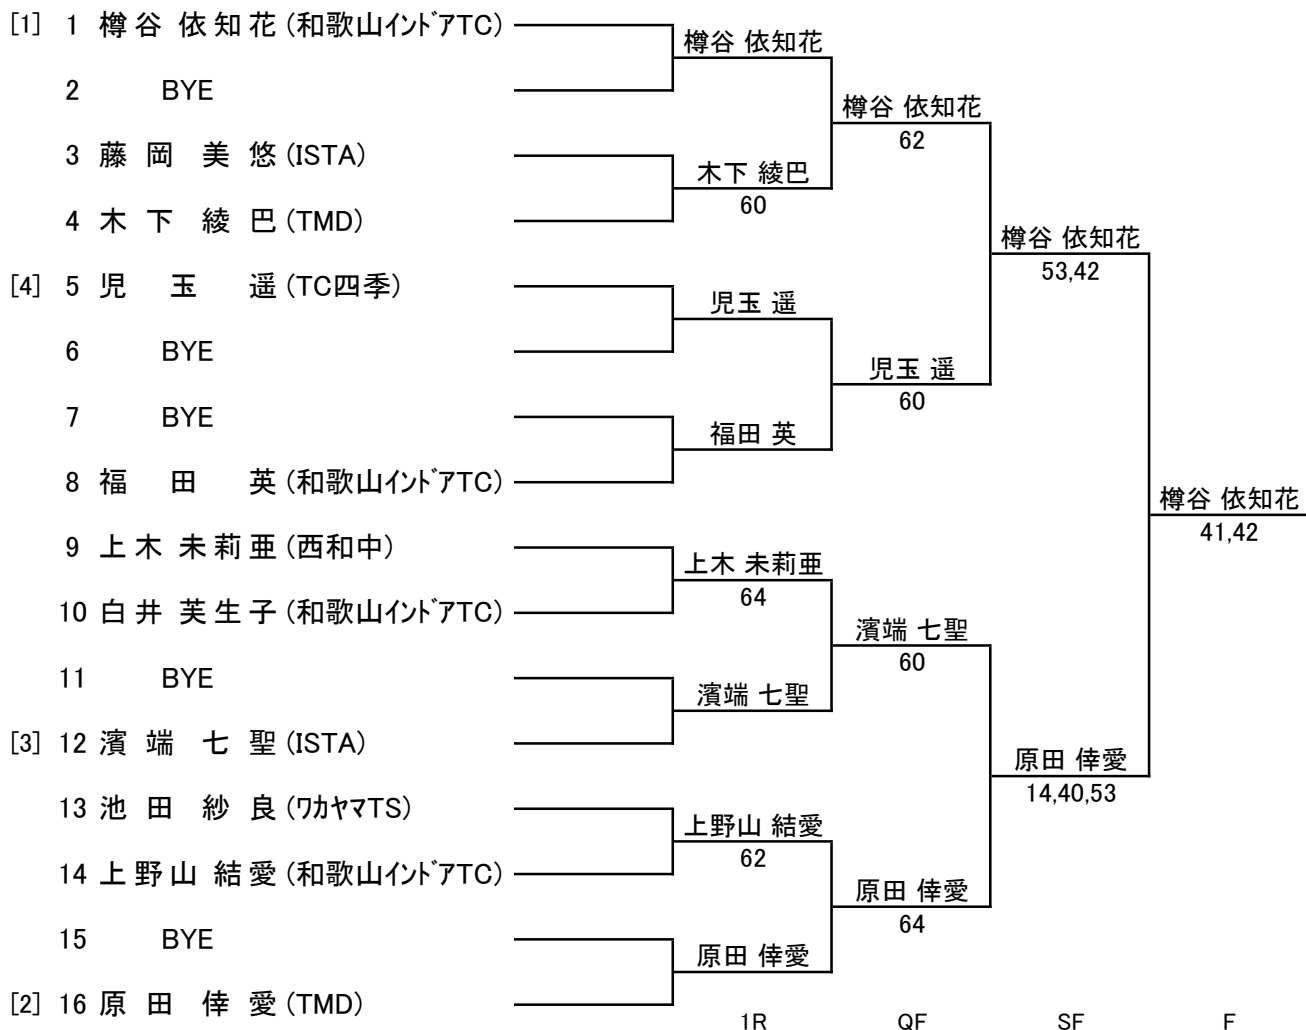 [1] 1 樽谷 依知花 (和歌山インドアTC)
2 BYE
3 藤岡 美悠 (ISTA)
4 木下 綾巴 (TMD)
[4] 5 児玉 遥 (TC四季)
6 BYE
7 BYE
8 福田 英 (和歌山インドアTC)
9 上木 未莉亜 (西和中)
10 白井 芙生子 (和歌山インドアTC)
11 BYE
[3] 12 濱端 七聖 (ISTA)
13 池田 紗良 (ワカヤマTS)
14 上野山 結愛 (和歌山インドアTC)
15 BYE
[2] 16 原田 倖愛 (TMD)
樽谷 依知花
木下 綾巴
60
児玉 遥
福田 英
上木 未莉亜
64
濱端 七聖
上野山 結愛
62
原田 倖愛
1R
樽谷 依知花
62
児玉 遥
60
濱端 七聖
60
原田 倖愛
64
QF
樽谷 依知花
53,42
原田 倖愛
14,40,53
SF
樽谷 依知花
41,42
F